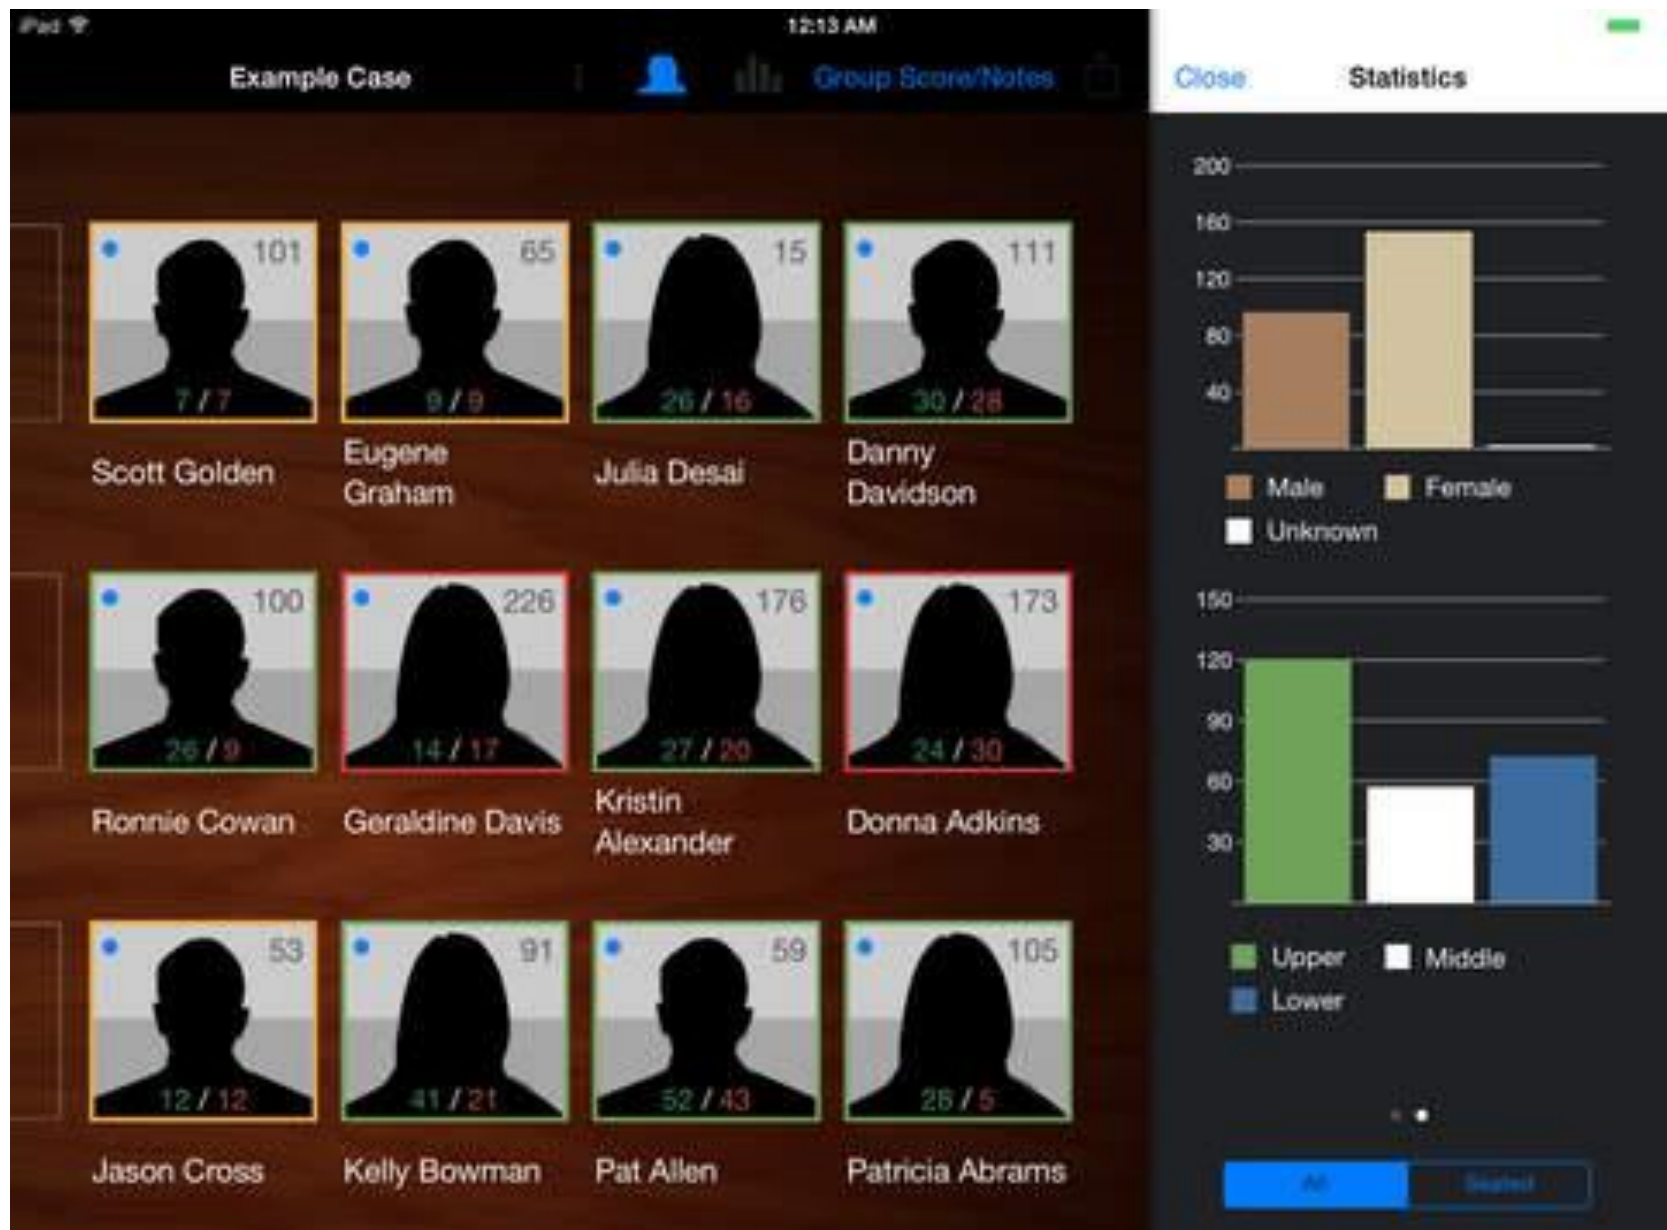 iPad 12:13 AM
Example Case Group Score/Notes Close Statistics
101 65 15 111
7 / 7 9 / 9 26 / 16 30 / 28
Scott Golden
Eugene
Graham
Julia Desai
Danny
Davidson
100 226 176 173
26 / 9 14 / 17 27 / 20 24 / 30
Ronnie Cowan
Geraldine Davis
Kristin
Alexander
Donna Adkins
53 91 59 105
12 / 12 41 / 21 52 / 43 28 / 5
Jason Cross
Kelly Bowman
Pat Allen
Patricia Abrams
200
160
120
80
40
Male Female
Unknown
150
120
90
60
30
Upper Middle
Lower
All Seated